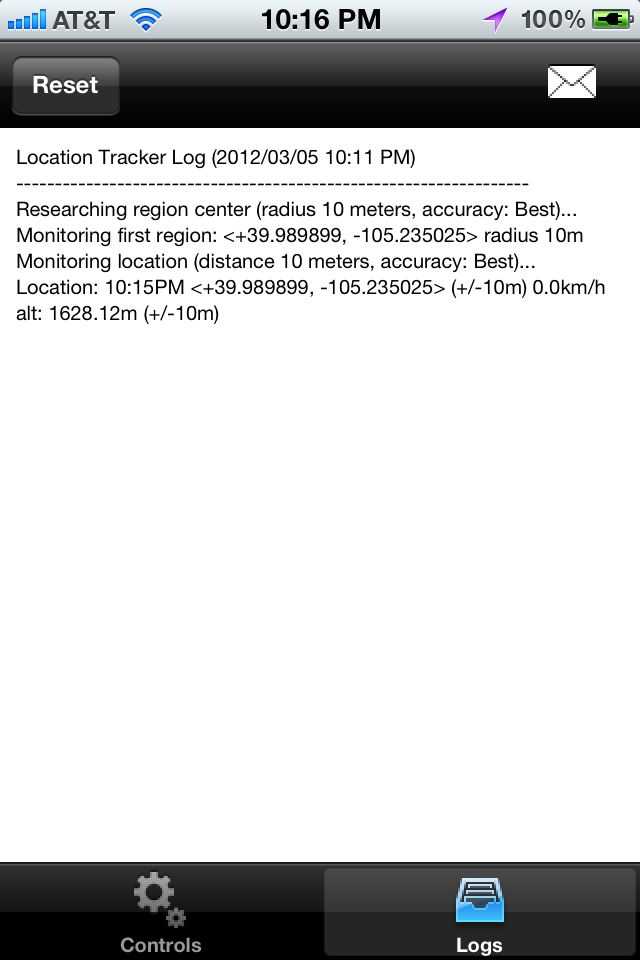 AT&T 10:16 PM 100%
Reset
Location Tracker Log (2012/03/05 10:11 PM)
------------------------------------------------------------------
Researching region center (radius 10 meters, accuracy: Best)...
Monitoring first region: <+39.989899, -105.235025> radius 10m
Monitoring location (distance 10 meters, accuracy: Best)...
Location: 10:15PM <+39.989899, -105.235025> (+/-10m) 0.0km/h
alt: 1628.12m (+/-10m)
Controls Logs